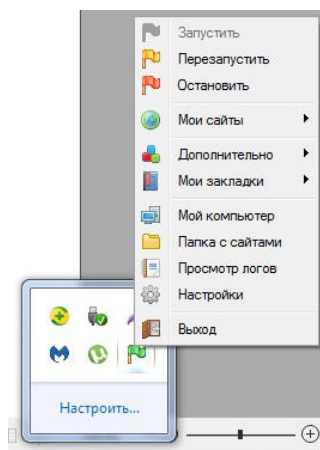 Запустить
Перезапустить
Остановить
Мои сайты
Дополнительно
Мои закладки
Мой компьютер
Папка с сайтами
Просмотр логов
Настройки
Выход
Настроить...